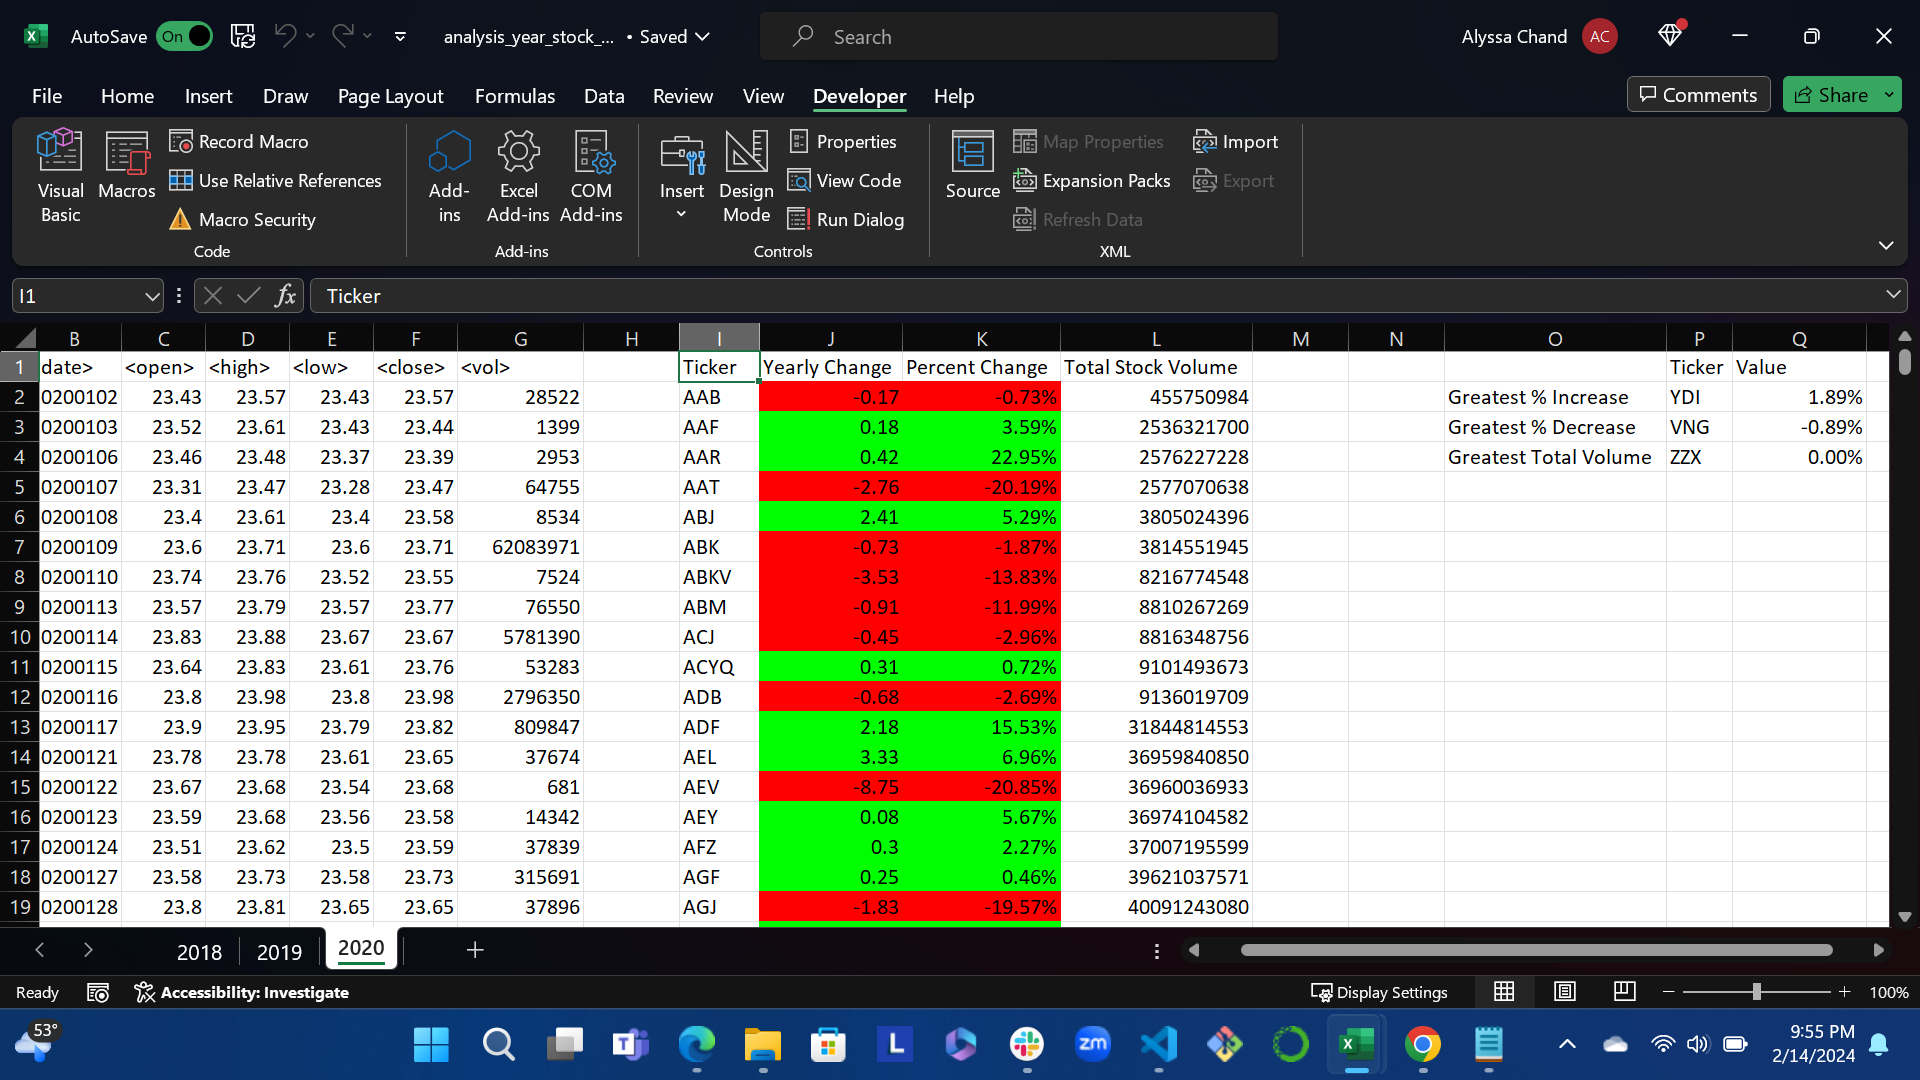 AutoSave On analysis_year_stock_... • Saved Search Alyssa Chand AC
File Home Insert Draw Page Layout Formulas Data Review View Developer Help Comments Share
Visual Basic
Macros
Record Macro
Use Relative References
Macro Security
Code
Add-ins
Excel Add-ins
COM Add-ins
Add-ins
Insert
Design Mode
Properties
View Code
Run Dialog
Controls
Source
Map Properties
Expansion Packs
Refresh Data
Import
Export
XML
I1 fx Ticker
B C D E F G H I J K L M N O P Q
1 date> <open> <high> <low> <close> <vol> Ticker Yearly Change Percent Change Total Stock Volume Ticker Value
2 0200102 23.43 23.57 23.43 23.57 28522 AAB -0.17 -0.73% 455750984 Greatest % Increase YDI 1.89%
3 0200103 23.52 23.61 23.43 23.44 1399 AAF 0.18 3.59% 2536321700 Greatest % Decrease VNG -0.89%
4 0200106 23.46 23.48 23.37 23.39 2953 AAR 0.42 22.95% 2576227228 Greatest Total Volume ZZX 0.00%
5 0200107 23.31 23.47 23.28 23.47 64755 AAT -2.76 -20.19% 2577070638
6 0200108 23.4 23.61 23.4 23.58 8534 ABJ 2.41 5.29% 3805024396
7 0200109 23.6 23.71 23.6 23.71 62083971 ABK -0.73 -1.87% 3814551945
8 0200110 23.74 23.76 23.52 23.55 7524 ABKV -3.53 -13.83% 8216774548
9 0200113 23.57 23.79 23.57 23.77 76550 ABM -0.91 -11.99% 8810267269
10 0200114 23.83 23.88 23.67 23.67 5781390 ACJ -0.45 -2.96% 8816348756
11 0200115 23.64 23.83 23.61 23.76 53283 ACYQ 0.31 0.72% 9101493673
12 0200116 23.8 23.98 23.8 23.98 2796350 ADB -0.68 -2.69% 9136019709
13 0200117 23.9 23.95 23.79 23.82 809847 ADF 2.18 15.53% 31844814553
14 0200121 23.78 23.78 23.61 23.65 37674 AEL 3.33 6.96% 36959840850
15 0200122 23.67 23.68 23.54 23.68 681 AEV -8.75 -20.85% 36960036933
16 0200123 23.59 23.68 23.56 23.58 14342 AEY 0.08 5.67% 36974104582
17 0200124 23.51 23.62 23.5 23.59 37839 AFZ 0.3 2.27% 37007195599
18 0200127 23.58 23.73 23.58 23.73 315691 AGF 0.25 0.46% 39621037571
19 0200128 23.8 23.81 23.65 23.65 37896 AGJ -1.83 -19.57% 40091243080
2018 2019 2020 +
Ready Accessibility: Investigate Display Settings 100%
53° L zm 9:55 PM
2/14/2024